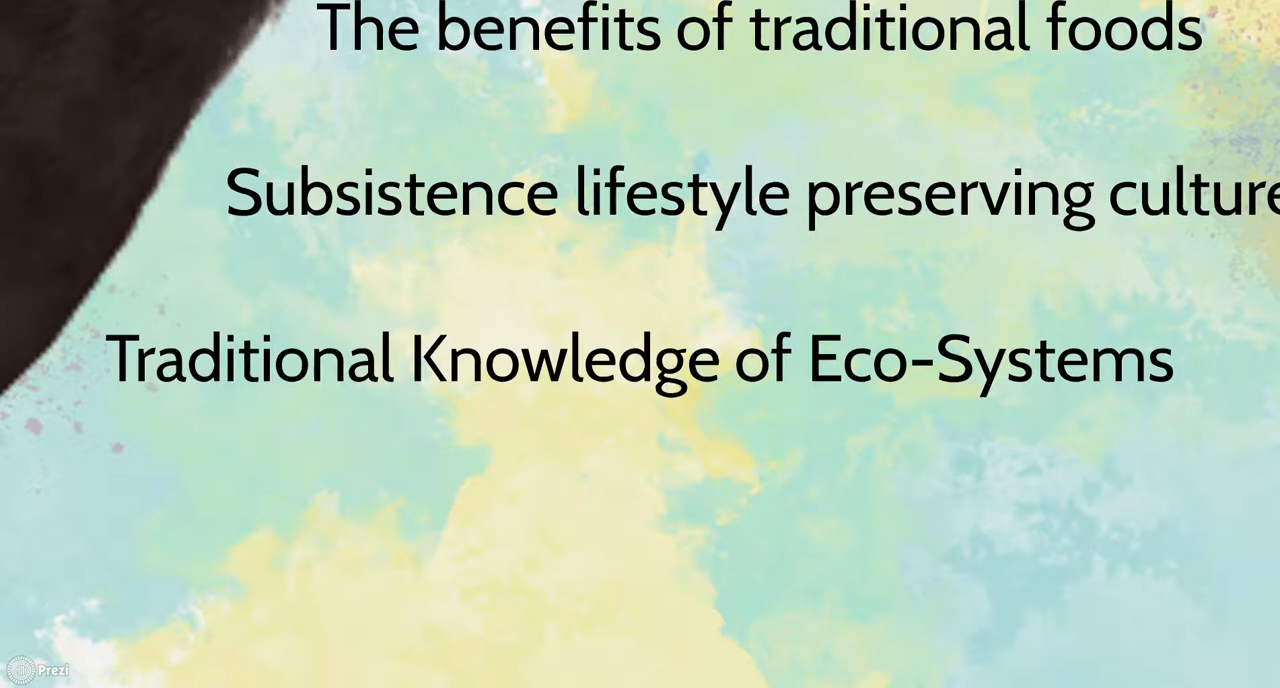 The benefits of traditional foods
Subsistence lifestyle preserving culture
Traditional Knowledge of Eco-Systems
Prezi